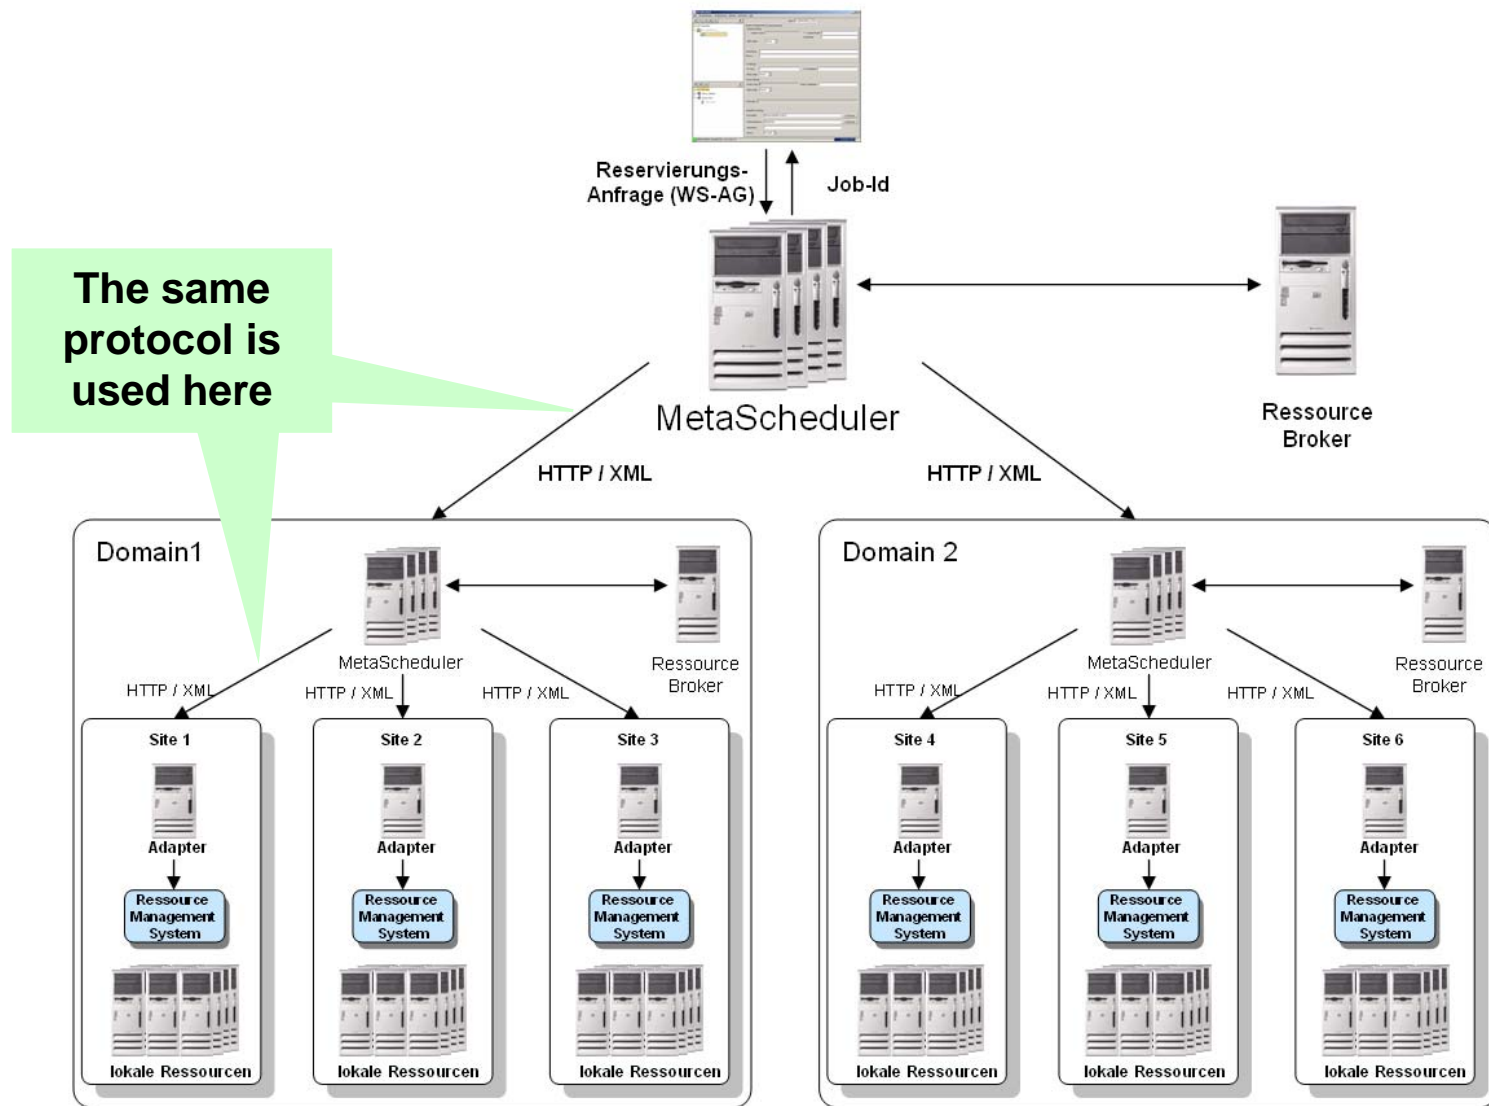 Reservierungs-
Anfrage (WS-AG)
Job-Id
The same
protocol is
used here
MetaScheduler
Ressource
Broker
HTTP / XML
HTTP / XML
Domain1
MetaScheduler
Ressource
Broker
HTTP / XML
HTTP / XML
HTTP / XML
Site 1
Adapter
Ressource
Management
System
lokale Ressourcen
Site 2
Adapter
Ressource
Management
System
lokale Ressourcen
Site 3
Adapter
Ressource
Management
System
lokale Ressourcen
Domain 2
MetaScheduler
Ressource
Broker
HTTP / XML
HTTP / XML
HTTP / XML
Site 4
Adapter
Ressource
Management
System
lokale Ressourcen
Site 5
Adapter
Ressource
Management
System
lokale Ressourcen
Site 6
Adapter
Ressource
Management
System
lokale Ressourcen